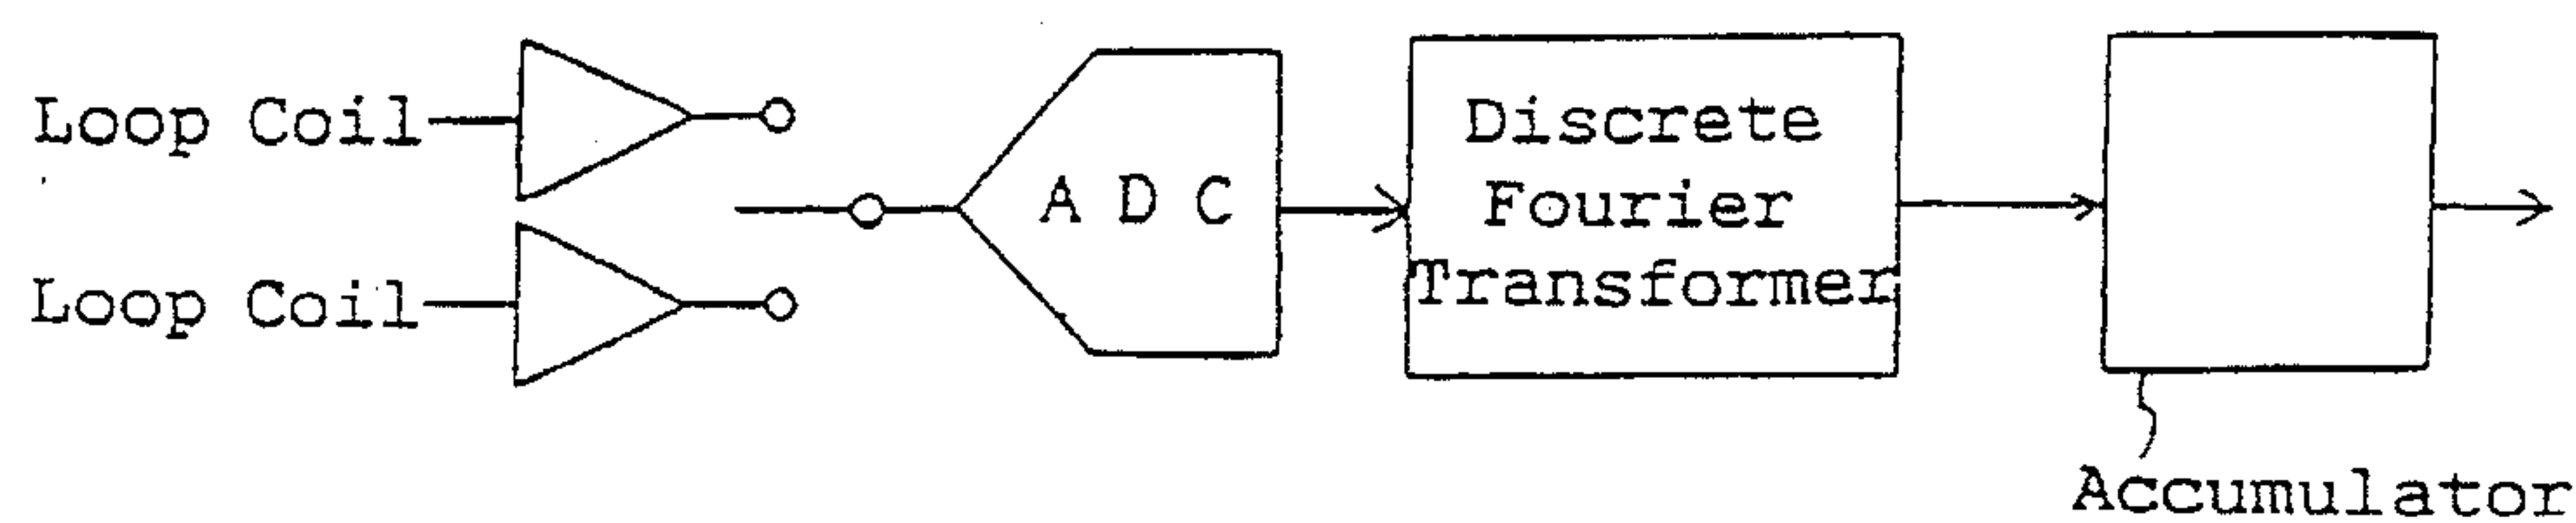 Loop Coil
Loop Coil
A D C
Discrete
Fourier
Transformer
Accumulator